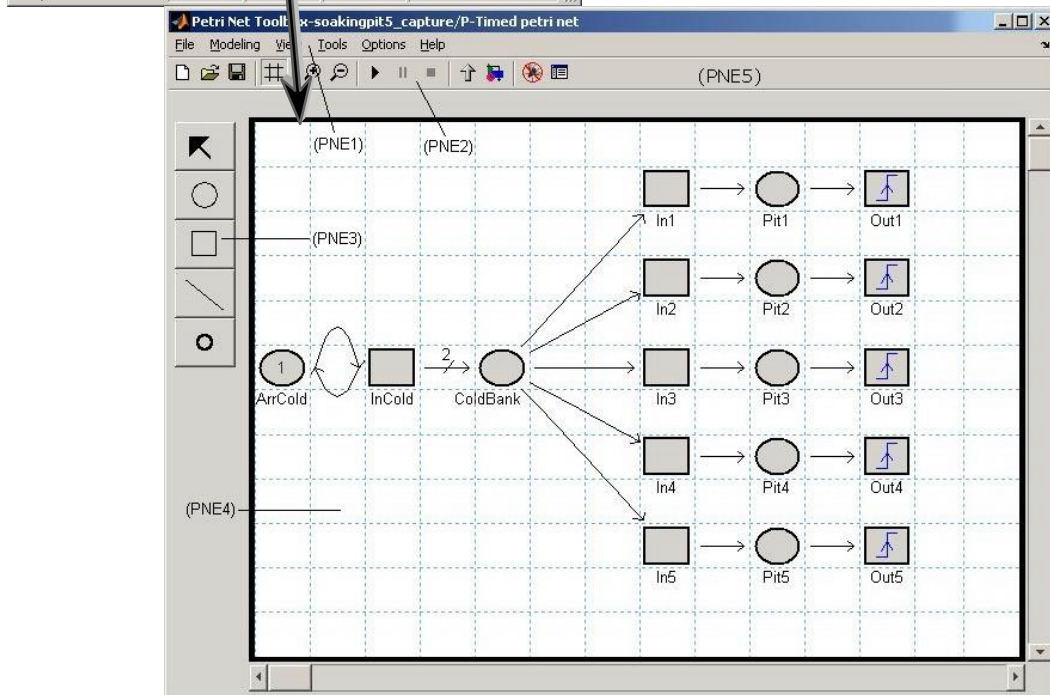 Petri Net Toolbox-soakingpit5_capture/P-Timed petri net
File Modeling View Tools Options Help
(PNE5)
(PNE1)
(PNE2)
(PNE3)
In1 Pit1 Out1
In2 Pit2 Out2
1
2
ArrCold InCold ColdBank In3 Pit3 Out3
In4 Pit4 Out4
(PNE4)
In5 Pit5 Out5